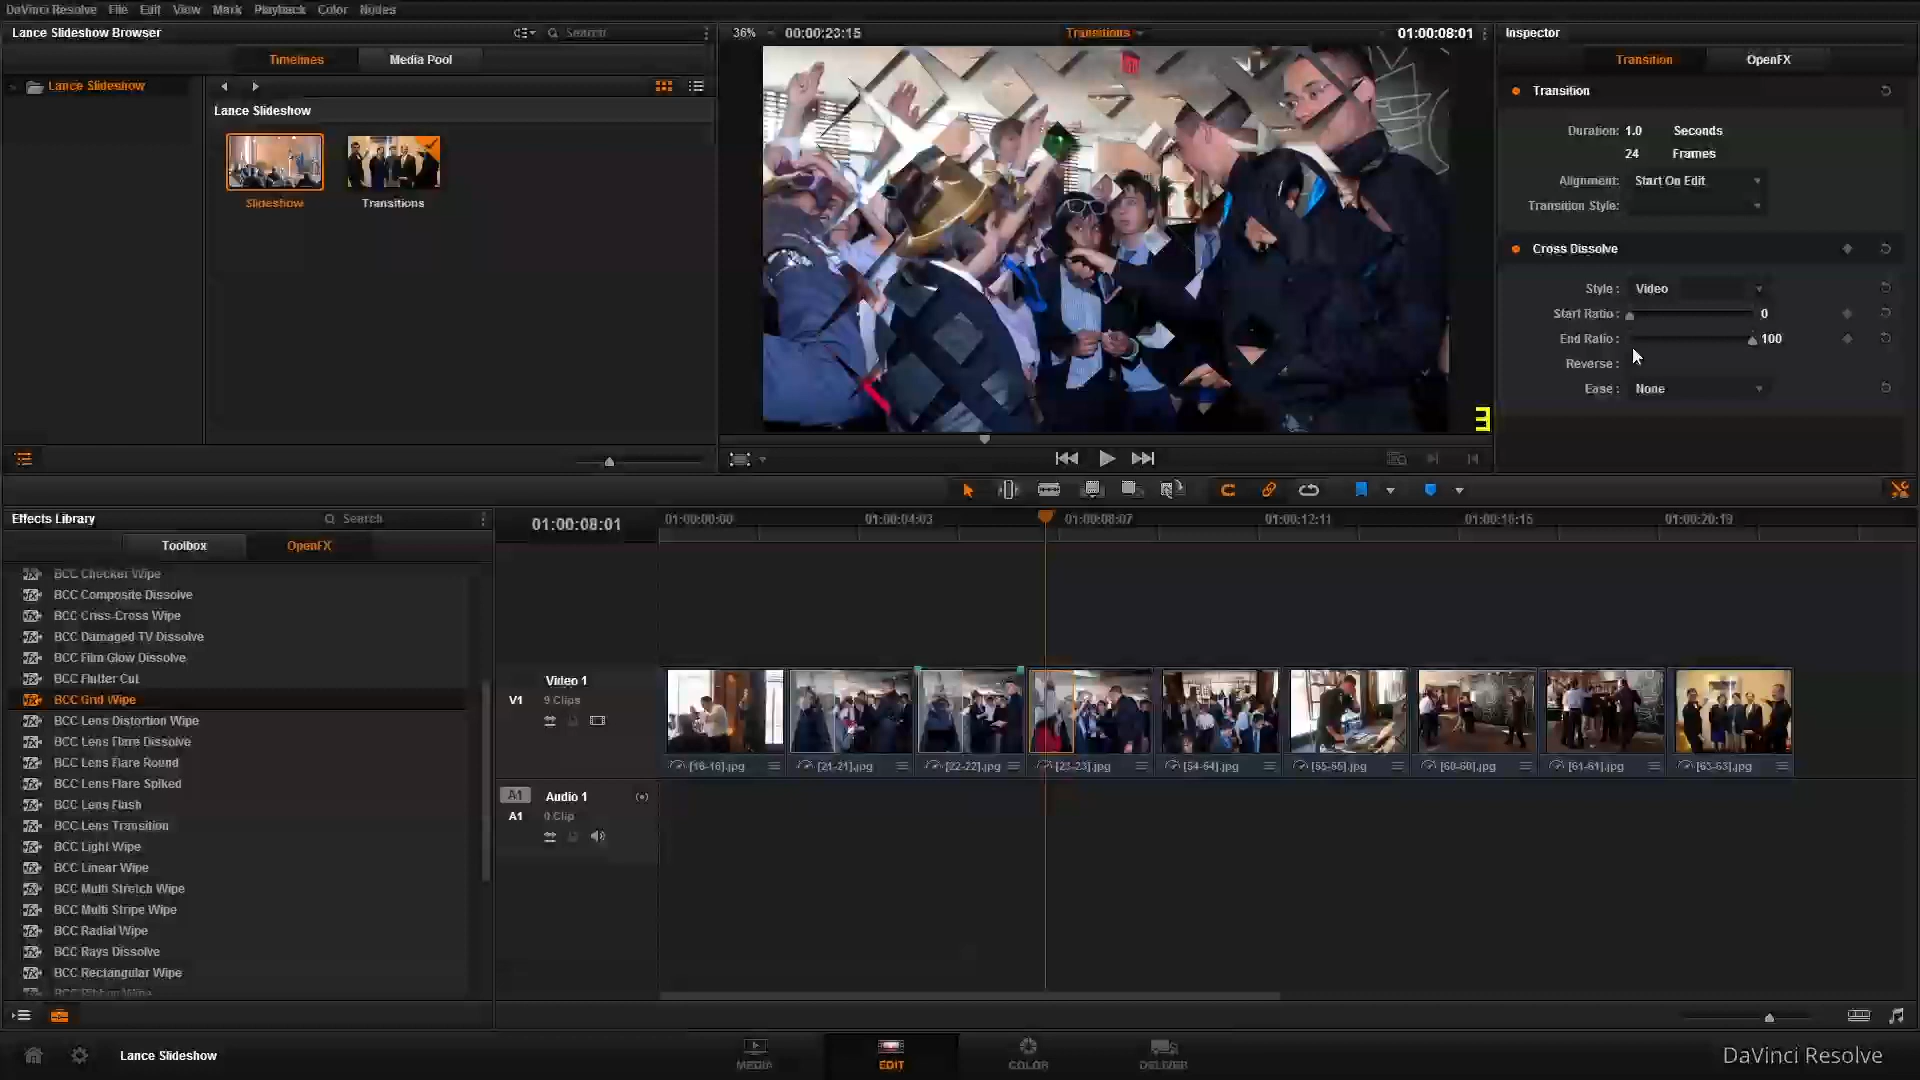 DaVinci Resolve File Edit View Mark Playback Color Nodes
Lance Slideshow Browser
Search
36%
00:00:23:15
Transitions
01:00:08:01
Inspector
Timelines
Media Pool
Transition
OpenFX
Lance Slideshow
Transition
Lance Slideshow
Duration: 1.0 Seconds
24 Frames
Alignment: Start On Edit
Transition Style:
Slideshow
Transitions
Cross Dissolve
Style: Video
Start Ratio: 0
End Ratio: 100
Reverse:
Ease: None
3
Effects Library
Search
01:00:08:01
01:00:00:00
01:00:04:03
01:00:08:07
01:00:12:11
01:00:16:15
01:00:20:19
Toolbox
OpenFX
BCC Checker Wipe
BCC Composite Dissolve
BCC Criss-Cross Wipe
BCC Damaged TV Dissolve
BCC Film Glow Dissolve
BCC Flutter Cut
BCC Grid Wipe
BCC Lens Distortion Wipe
BCC Lens Flare Dissolve
BCC Lens Flare Round
BCC Lens Flare Spiked
BCC Lens Flash
BCC Lens Transition
BCC Light Wipe
BCC Linear Wipe
BCC Multi Stretch Wipe
BCC Multi Stripe Wipe
BCC Radial Wipe
BCC Rays Dissolve
BCC Rectangular Wipe
BCC Ribbon Wipe
V1
Video 1
9 Clips
[16-16].jpg
[21-21].jpg
[22-22].jpg
[23-23].jpg
[54-54].jpg
[55-55].jpg
[60-60].jpg
[61-61].jpg
[63-63].jpg
A1
Audio 1
A1
0 Clip
Lance Slideshow
MEDIA
EDIT
COLOR
DELIVER
DaVinci Resolve